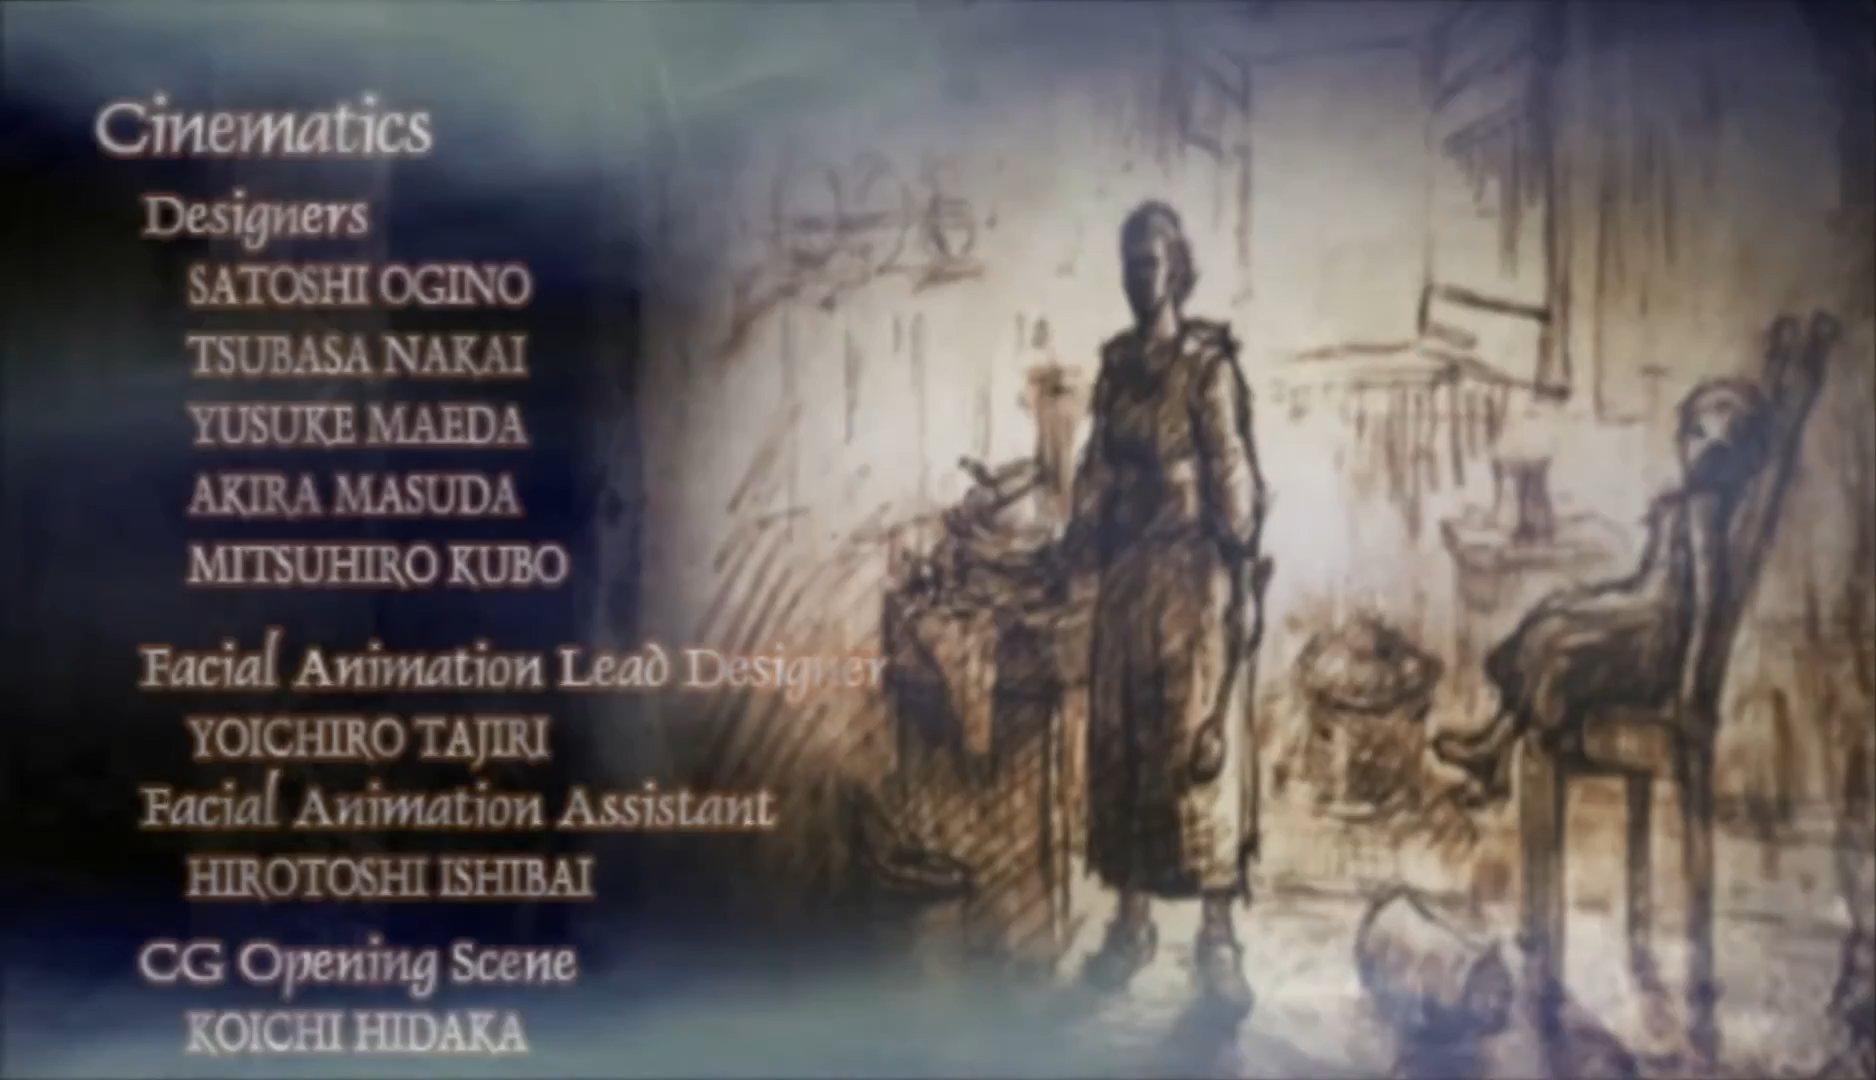 Cinematics
Designers
SATOSHI OGINO
TSUBASA NAKAI
YUSUKE MAEDA
AKIRA MASUDA
MITSUHIRO KUBO
Facial Animation Lead Designer
YOICHIRO TAJIRI
Facial Animation Assistant
HIROTOSHI ISHIBAI
CG Opening Scene
KOICHI HIDAKA